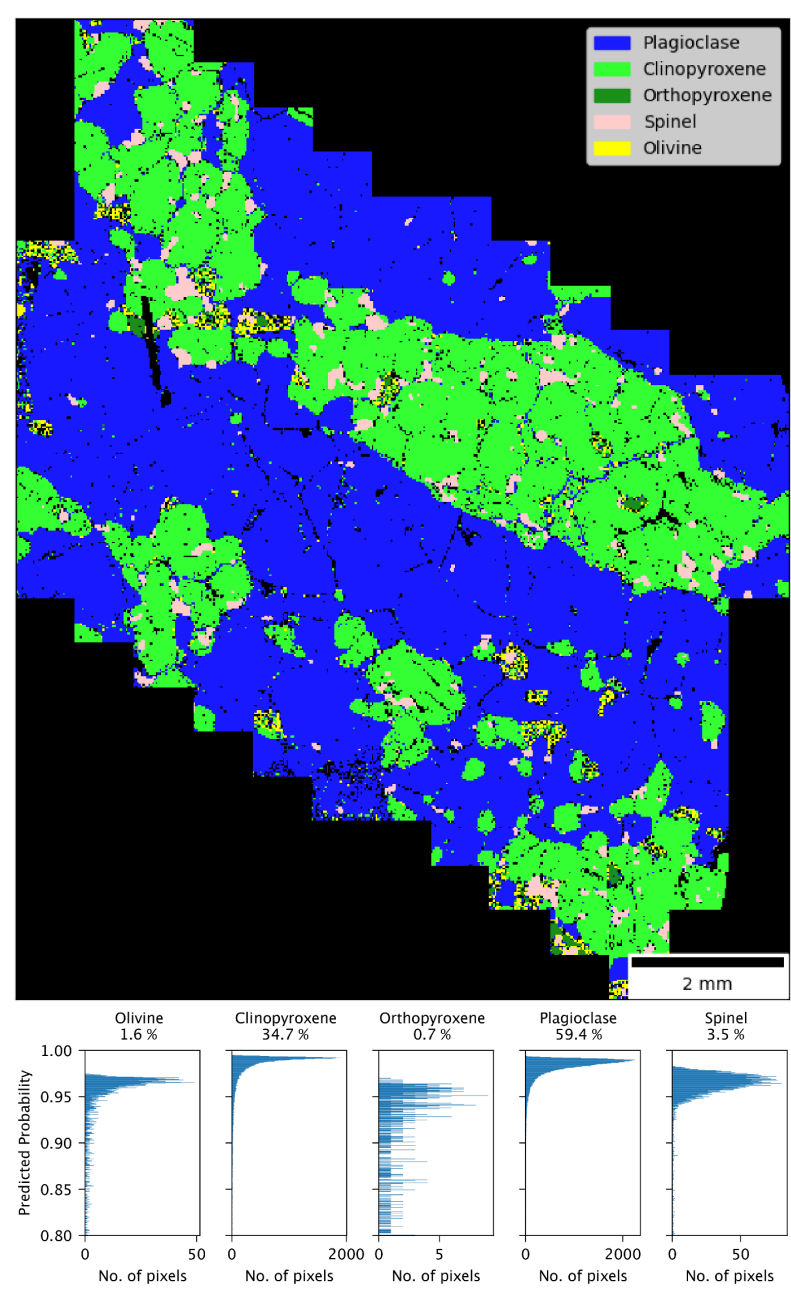 Plagioclase
Clinopyroxene
Orthopyroxene
Spinel
Olivine
2 mm
Olivine
1.6 %
Clinopyroxene
34.7 %
Orthopyroxene
0.7 %
Plagioclase
59.4 %
Spinel
3.5 %
Predicted Probability
1.00
0.95
0.90
0.85
0.80
0 50
0 2000
0 5
0 2000
0 50
No. of pixels
No. of pixels
No. of pixels
No. of pixels
No. of pixels